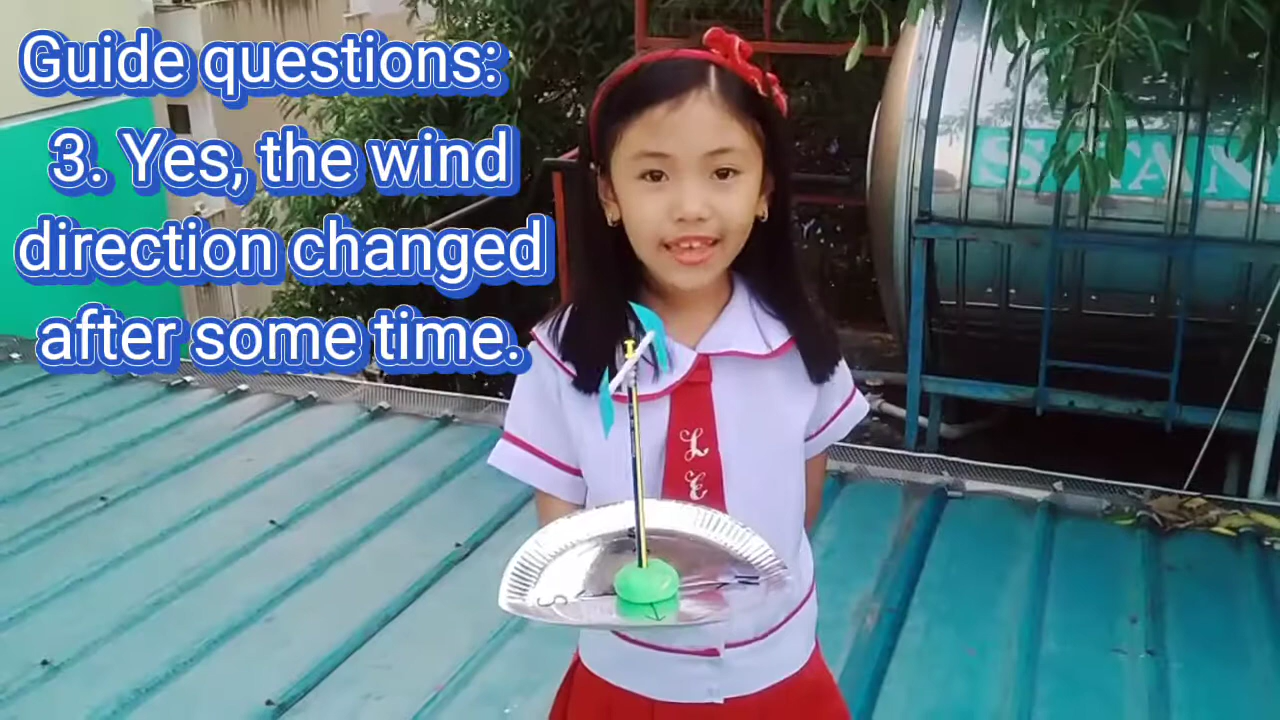 Guide questions:
3. Yes, the wind
direction changed
after some time.
L
E
S
N